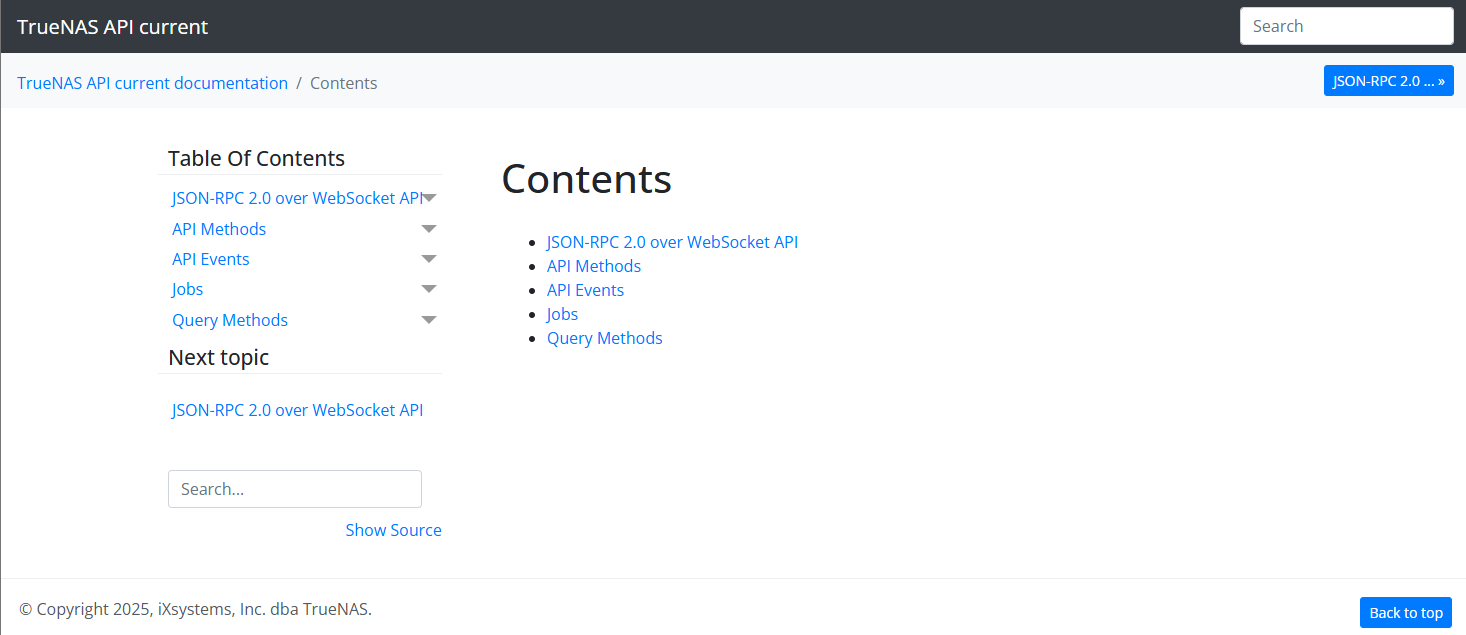 TrueNAS API current
Search
TrueNAS API current documentation / Contents
JSON-RPC 2.0 ... »
Table Of Contents
JSON-RPC 2.0 over WebSocket API
API Methods
API Events
Jobs
Query Methods
Next topic
JSON-RPC 2.0 over WebSocket API
Search...
Show Source
Contents
JSON-RPC 2.0 over WebSocket API
API Methods
API Events
Jobs
Query Methods
© Copyright 2025, iXsystems, Inc. dba TrueNAS.
Back to top